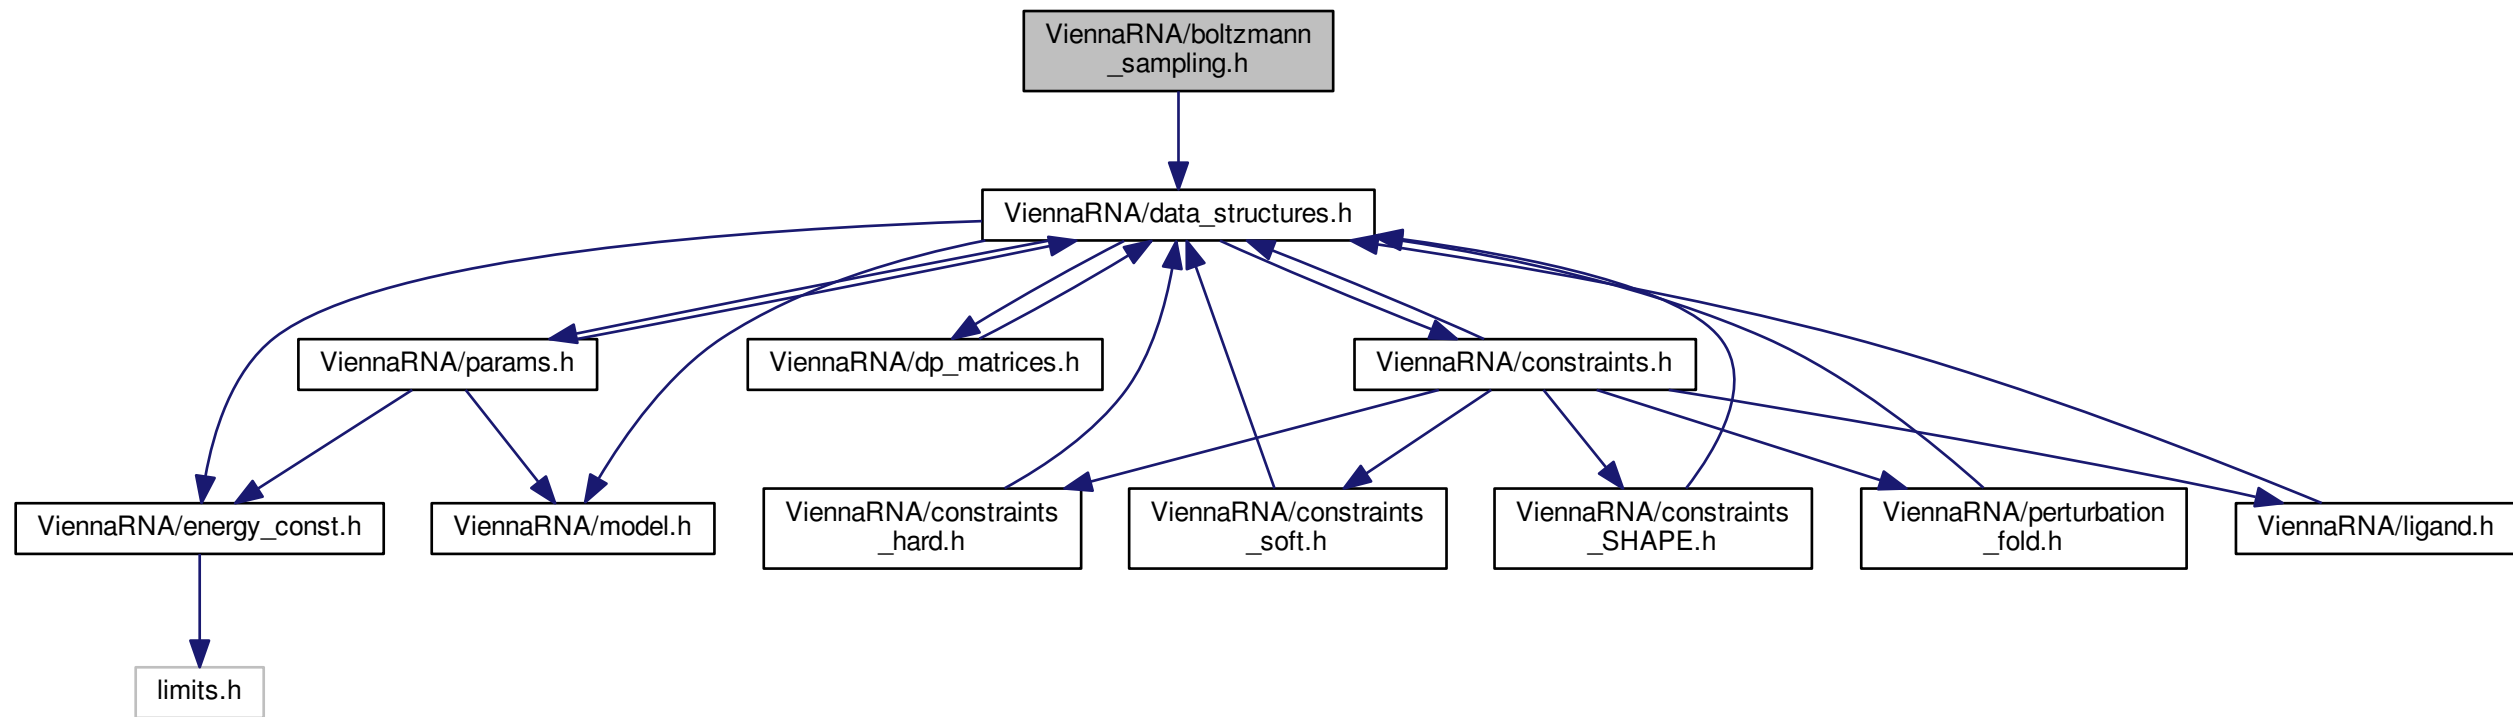 ViennaRNA/boltzmann
_sampling.h
ViennaRNA/data_structures.h
ViennaRNA/params.h
ViennaRNA/dp_matrices.h
ViennaRNA/constraints.h
ViennaRNA/energy_const.h
ViennaRNA/model.h
ViennaRNA/constraints
_hard.h
ViennaRNA/constraints
_soft.h
ViennaRNA/constraints
_SHAPE.h
ViennaRNA/perturbation
_fold.h
ViennaRNA/ligand.h
limits.h